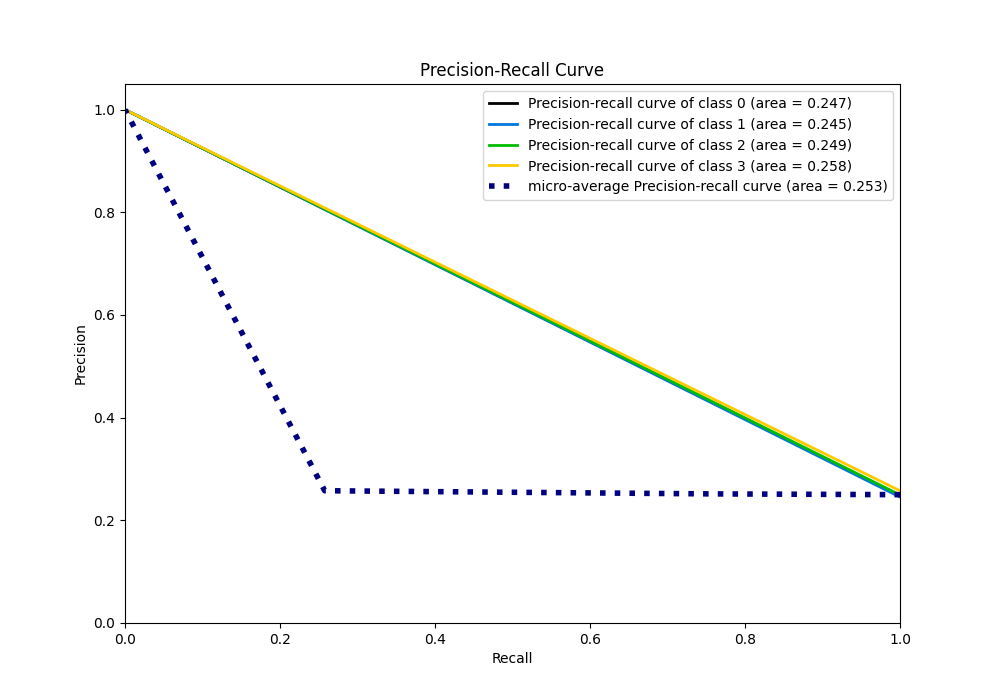 Precision-Recall Curve
Precision-recall curve of class 0 (area = 0.247)
Precision-recall curve of class 1 (area = 0.245)
Precision-recall curve of class 2 (area = 0.249)
Precision-recall curve of class 3 (area = 0.258)
micro-average Precision-recall curve (area = 0.253)
Precision
1.0
0.8
0.6
0.4
0.2
0.0
0.0 0.2 0.4 0.6 0.8 1.0
Recall